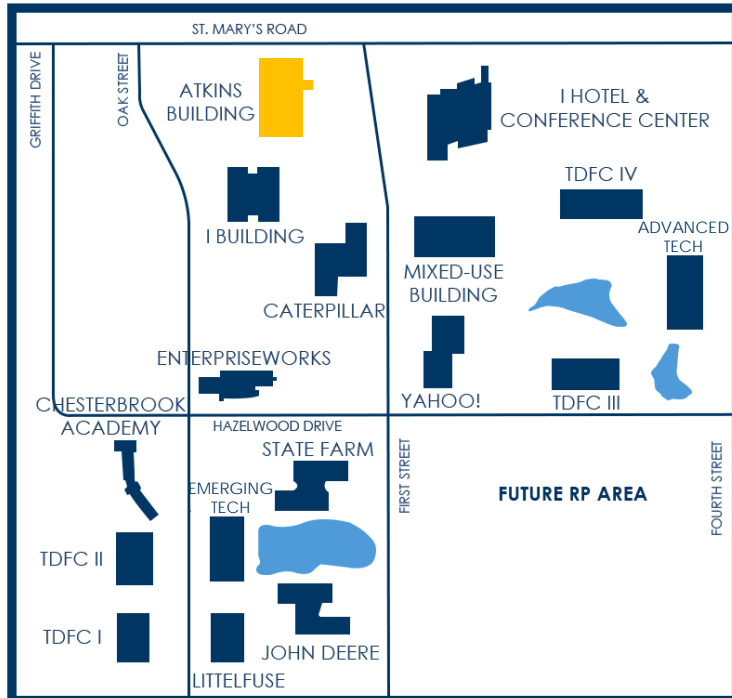 ST. MARY'S ROAD
GRIFFITH DRIVE
OAK STREET
ATKINS
BUILDING
I HOTEL &
CONFERENCE CENTER
TDFC IV
I BUILDING
ADVANCED
TECH
MIXED-USE
BUILDING
CATERPILLAR
ENTERPRISEWORKS
YAHOO!
TDFC III
CHESTERBROOK
ACADEMY
HAZELWOOD DRIVE
STATE FARM
FIRST STREET
FOURTH STREET
EMERGING
TECH
FUTURE RP AREA
TDFC II
TDFC I
JOHN DEERE
LITTELFUSE